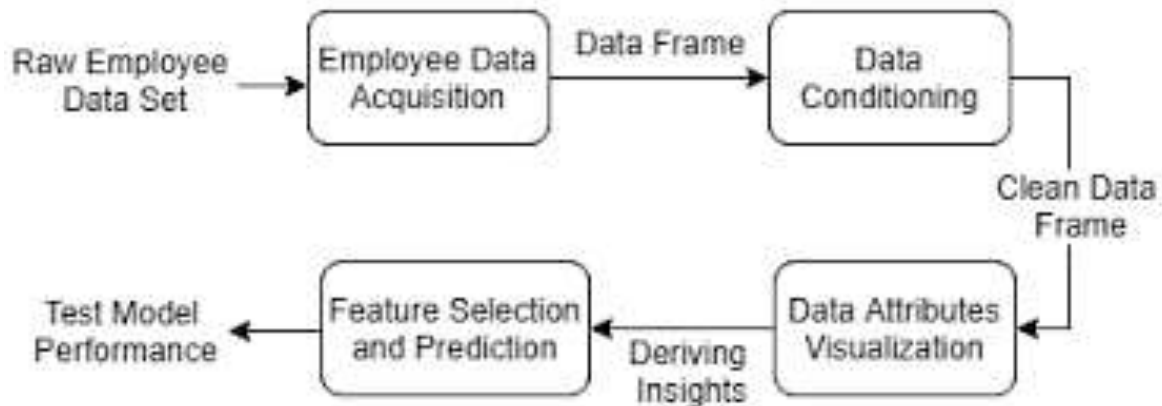 Raw Employee
Data Set
Employee Data
Acquisition
Data Frame
Data
Conditioning
Clean Data
Frame
Data Attributes
Visualization
Deriving
Insights
Feature Selection
and Prediction
Test Model
Performance